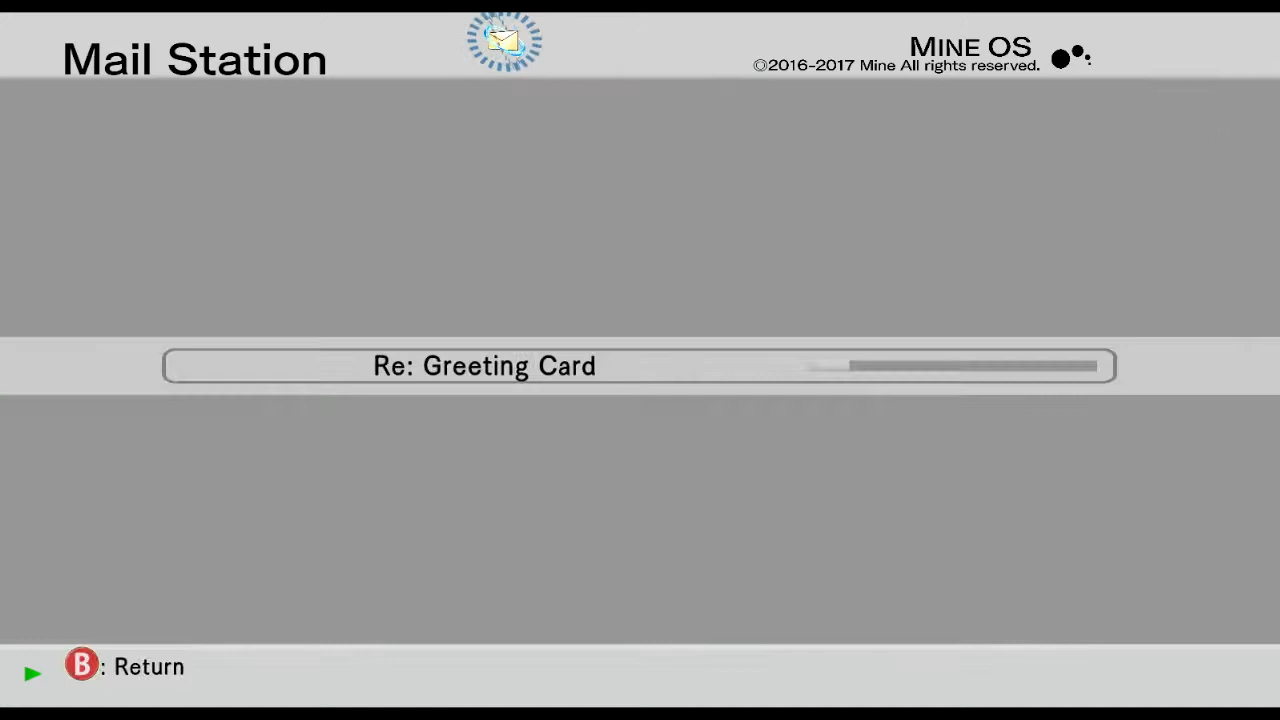 Mail Station
MINE OS
©2016-2017 Mine All rights reserved.
Re: Greeting Card
B: Return